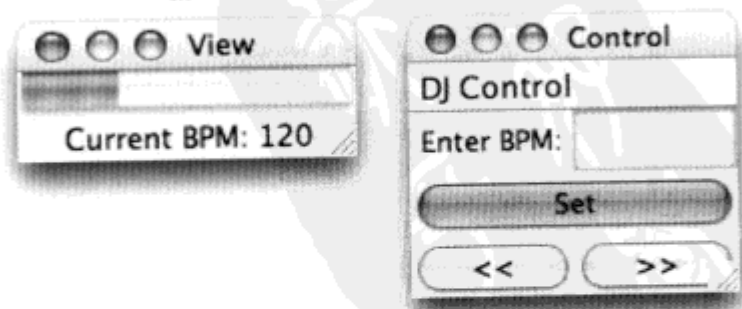 View
Current BPM: 120
Control
DJ Control
Enter BPM:
Set
<< >>